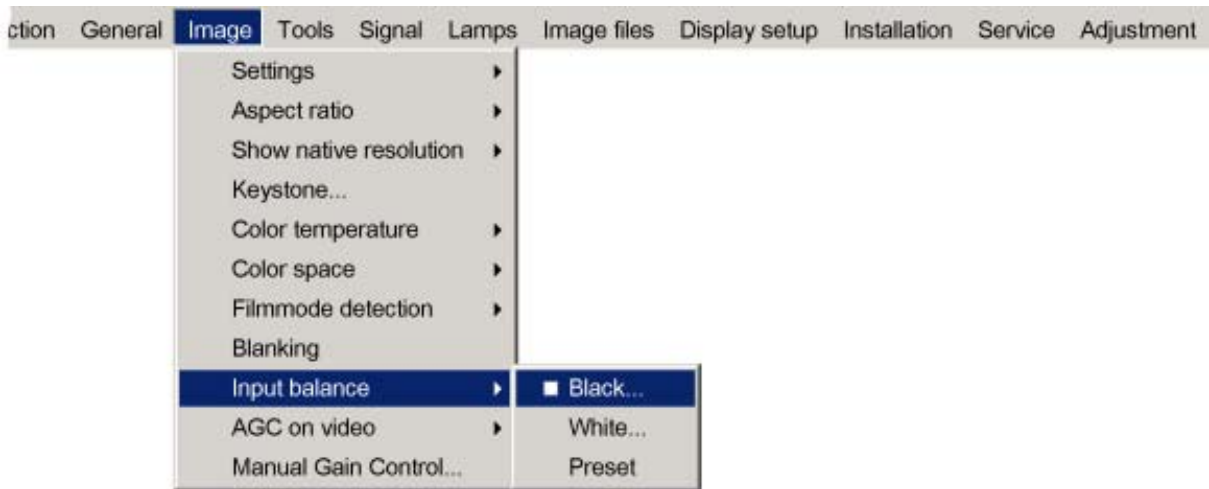 ction General Image Tools Signal Lamps Image files Display setup Installation Service Adjustment
Settings
Aspect ratio
Show native resolution
Keystone...
Color temperature
Color space
Filmmode detection
Blanking
Input balance
Black...
AGC on video
White...
Manual Gain Control...
Preset